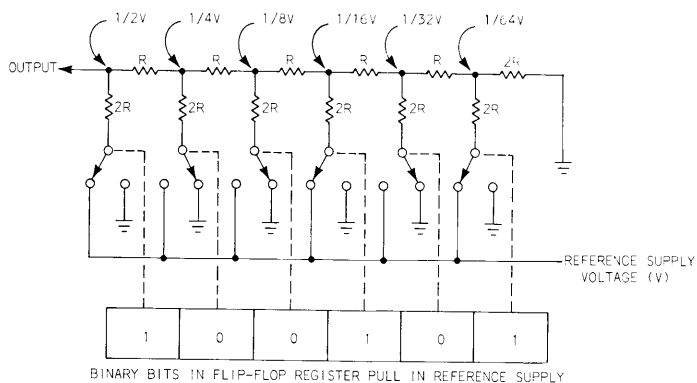 1/2V 1/4V 1/8V 1/16V 1/32V 1/64V
OUTPUT R R R R R 2R
2R 2R 2R 2R 2R 2R
REFERENCE SUPPLY
VOLTAGE (V)
1 0 0 1 0 1
BINARY BITS IN FLIP-FLOP REGISTER PULL IN REFERENCE SUPPLY